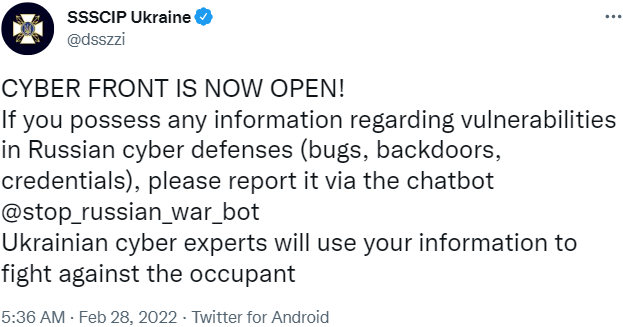 SSSCIP Ukraine
@dsszzi
CYBER FRONT IS NOW OPEN!
If you possess any information regarding vulnerabilities
in Russian cyber defenses (bugs, backdoors,
credentials), please report it via the chatbot
@stop_russian_war_bot
Ukrainian cyber experts will use your information to
fight against the occupant
5:36 AM · Feb 28, 2022 · Twitter for Android